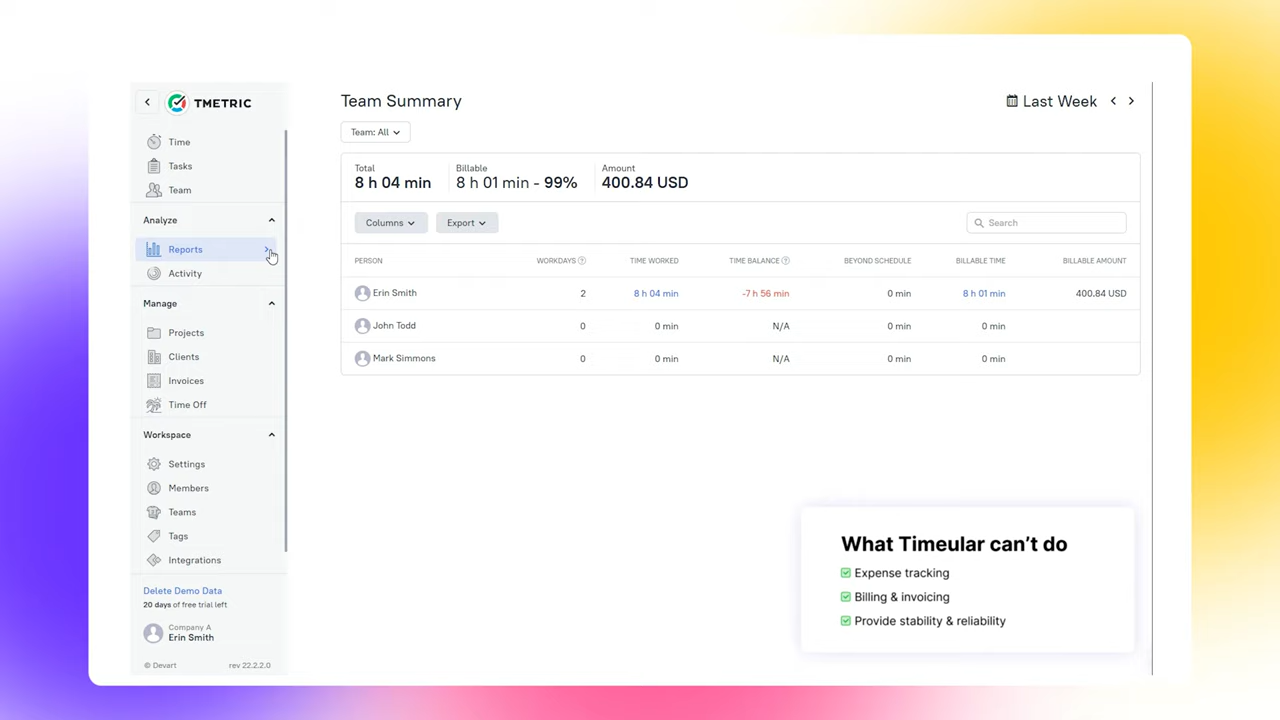 TMETRIC
Time
Tasks
Team
Analyze
Reports
Activity
Manage
Projects
Clients
Invoices
Time Off
Workspace
Settings
Members
Teams
Tags
Integrations
Delete Demo Data
20 days of free trial left
Company A
Erin Smith
© Devart rev 22.2.2.0
Team Summary Last Week
Team: All
Total Billable Amount
8 h 04 min 8 h 01 min - 99% 400.84 USD
Columns Export Search
PERSON WORKDAYS TIME WORKED TIME BALANCE BEYOND SCHEDULE BILLABLE TIME BILLABLE AMOUNT
Erin Smith 2 8 h 04 min -7 h 56 min 0 min 8 h 01 min 400.84 USD
John Todd 0 0 min N/A 0 min 0 min
Mark Simmons 0 0 min N/A 0 min 0 min
What Timeular can't do
Expense tracking
Billing & invoicing
Provide stability & reliability